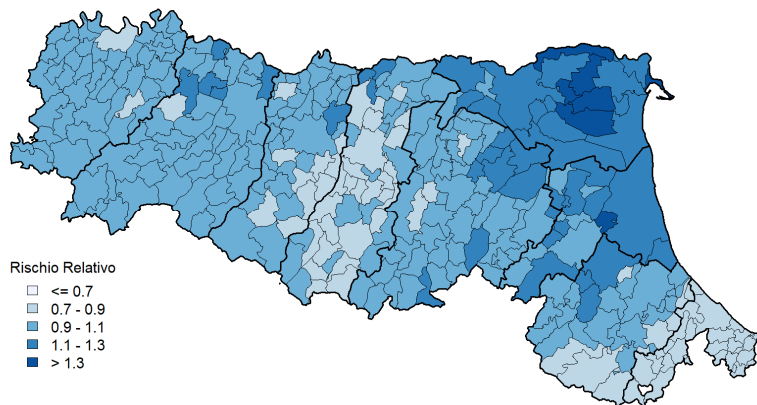 Rischio Relativo
<= 0.7
0.7 - 0.9
0.9 - 1.1
1.1 - 1.3
> 1.3